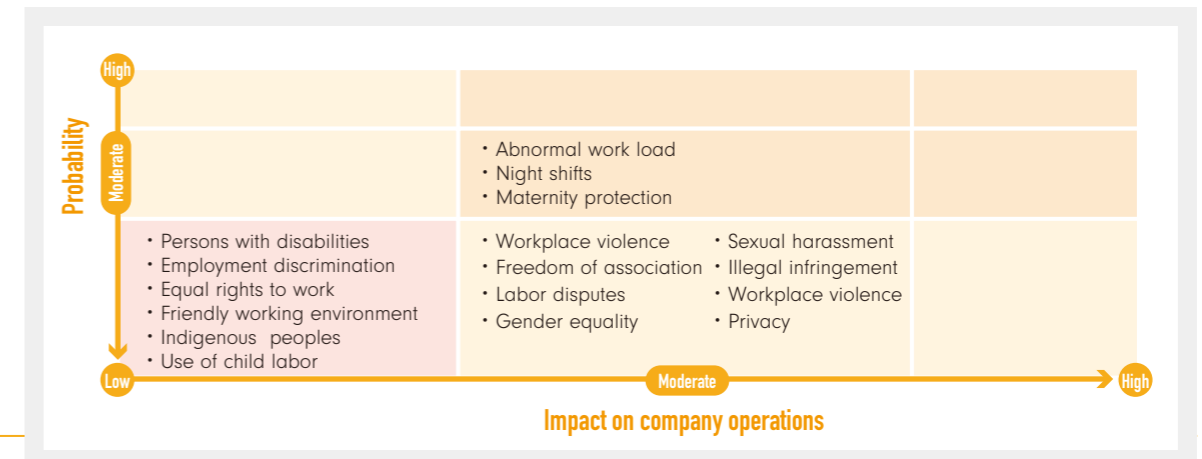 High
Probability
Moderate
• Abnormal work load
• Night shifts
• Maternity protection
• Persons with disabilities
• Employment discrimination
• Equal rights to work
• Friendly working environment
• Indigenous  peoples
• Use of child labor
• Workplace violence
• Freedom of association
• Labor disputes
• Gender equality
• Sexual harassment
• Illegal infringement
• Workplace violence
• Privacy
Low
Moderate
High
Impact on company operations